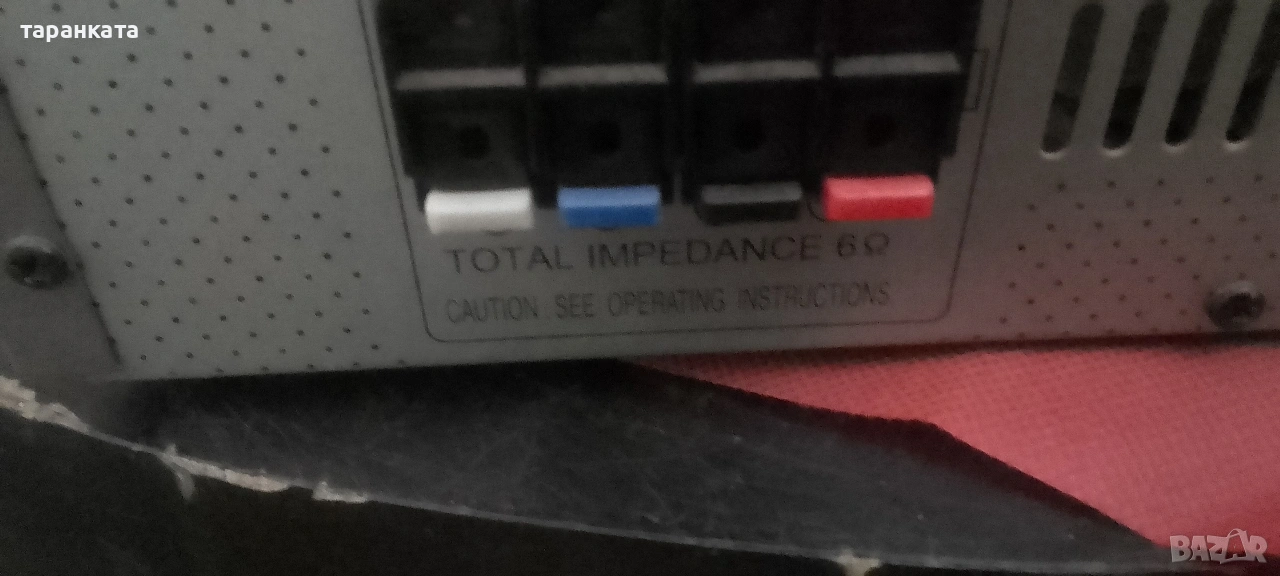 таранката
TOTAL IMPEDANCE 6Ω
CAUTION : SEE OPERATING INSTRUCTIONS
BAZAR